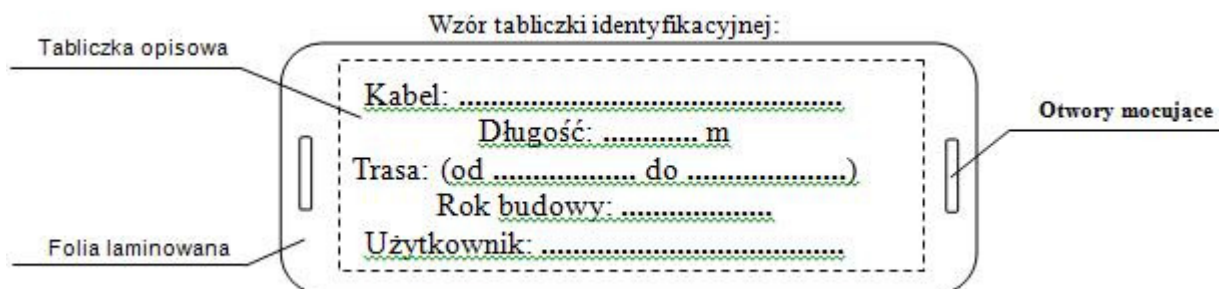 Wzór tabliczki identyfikacyjnej:
Tabliczka opisowa
Kabel: ................................................
Otwory mocujące
Długość: ............ m
Trasa: (od .................. do ....................)
Rok budowy: ...................
Folia laminowana
Użytkownik: ......................................